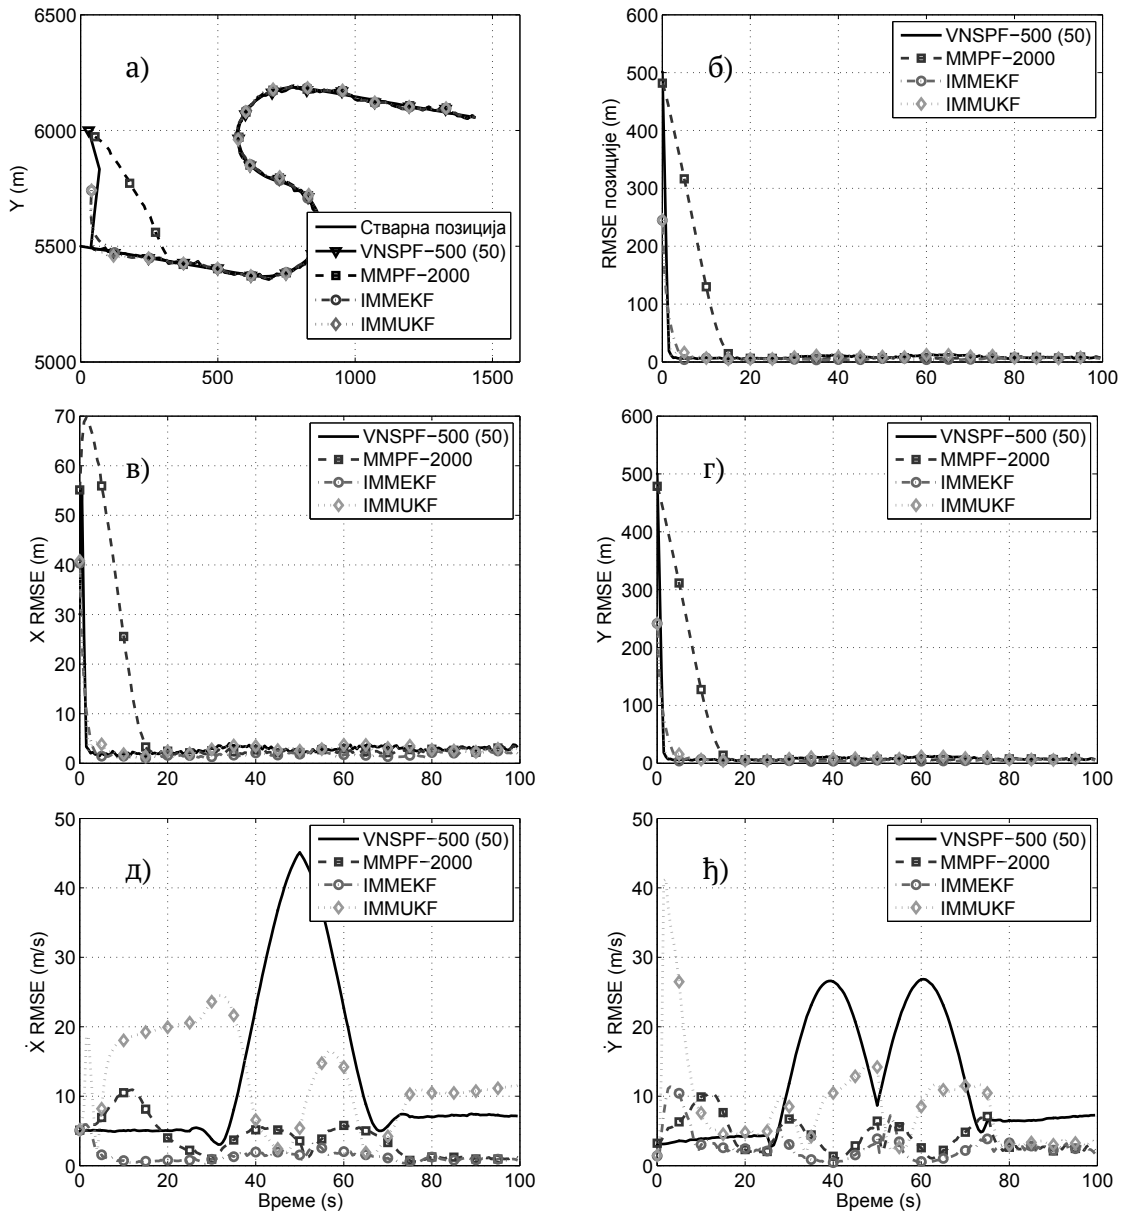 6500
6000
5500
5000
Y (m)
а)
Стварна позиција
VNSPF−500 (50)
MMPF−2000
IMMEKF
IMMUKF
0
500
1000
1500
600
500
400
300
200
100
0
RMSE позиције (m)
б)
VNSPF−500 (50)
MMPF−2000
IMMEKF
IMMUKF
0
20
40
60
80
100
70
60
50
40
30
20
10
0
X RMSE (m)
в)
VNSPF−500 (50)
MMPF−2000
IMMEKF
IMMUKF
0
20
40
60
80
100
600
500
400
300
200
100
0
Y RMSE (m)
г)
VNSPF−500 (50)
MMPF−2000
IMMEKF
IMMUKF
0
20
40
60
80
100
50
40
30
20
10
0
Ẋ RMSE (m/s)
д)
VNSPF−500 (50)
MMPF−2000
IMMEKF
IMMUKF
0
20
40
60
80
100
Време (s)
50
40
30
20
10
0
Ẏ RMSE (m/s)
ђ)
VNSPF−500 (50)
MMPF−2000
IMMEKF
IMMUKF
0
20
40
60
80
100
Време (s)